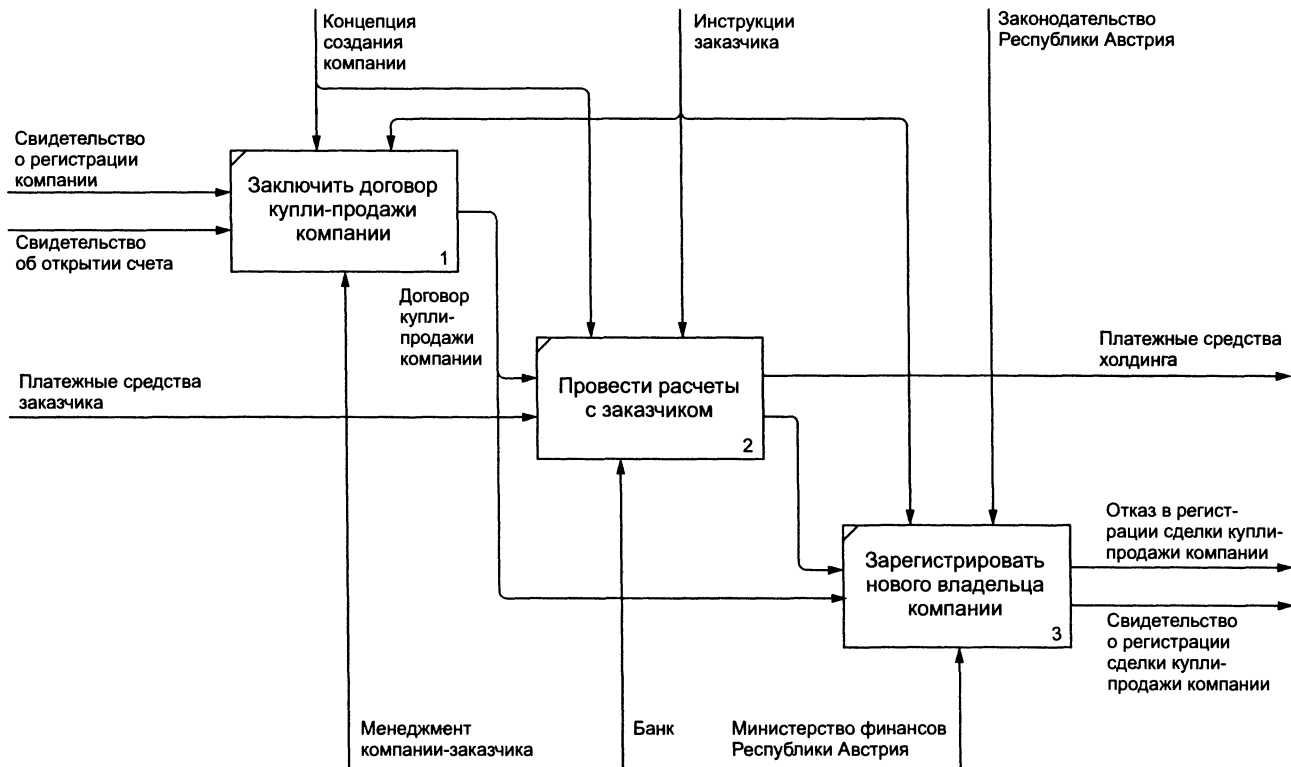 Концепция
создания
компании
Инструкции
заказчика
Законодательство
Республики Австрия
Свидетельство
о регистрации
компании
Заключить договор
купли-продажи
компании
1
Свидетельство
об открытии счета
Договор
купли-
продажи
компании
Платежные средства
заказчика
Провести расчеты
с заказчиком
2
Платежные средства
холдинга
Зарегистрировать
нового владельца
компании
3
Отказ в регист-
рации сделки купли-
продажи компании
Свидетельство
о регистрации
сделки купли-
продажи компании
Менеджмент
компании-заказчика
Банк
Министерство финансов
Республики Австрия